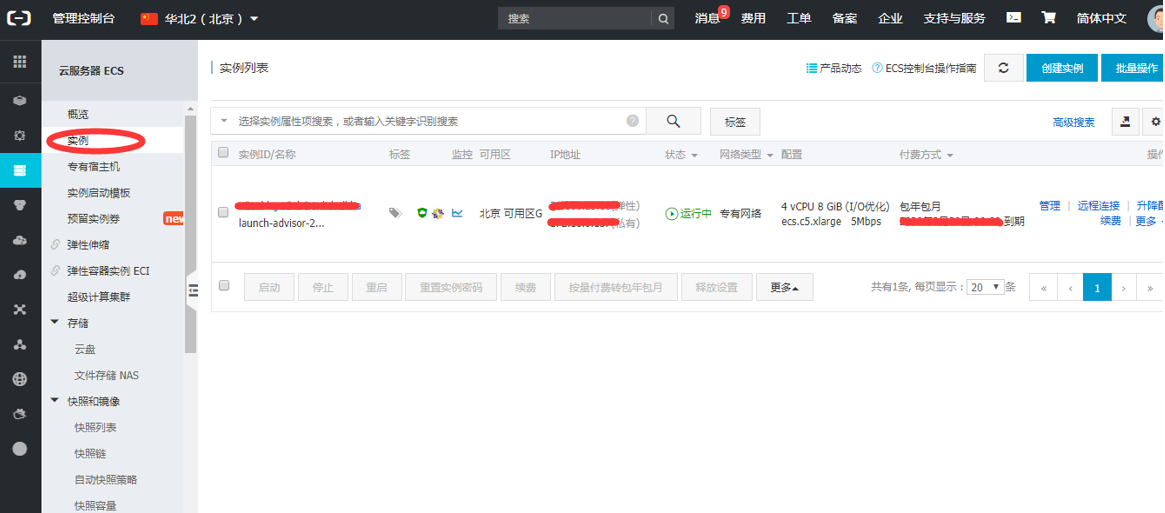 管理控制台 华北2（北京） 搜索 消息 9 费用 工单 备案 企业 支持与服务 简体中文
云服务器 ECS
概览
实例
专有宿主机
实例启动模板
预留实例券 new
弹性伸缩
弹性容器实例 ECI
超级计算集群
存储
云盘
文件存储 NAS
快照和镜像
快照列表
快照链
自动快照策略
快照容量
实例列表 产品动态 ECS控制台操作指南 创建实例 批量操作
选择实例属性项搜索，或者输入关键字识别搜索 标签 高级搜索
实例ID/名称 标签 监控 可用区 IP地址 状态 网络类型 配置 付费方式 操作
弹性）
launch-advisor-2... 北京 可用区G (私有) 运行中 专有网络
4 vCPU 8 GiB (I/O优化)
ecs.c5.xlarge 5Mbps
包年包月
到期
管理 | 远程连接 | 升降配
续费 | 更多
启动 停止 重启 重置实例密码 续费 按量付费转包年包月 释放设置 更多 共有1条, 每页显示： 20 条 « ‹ 1 › »